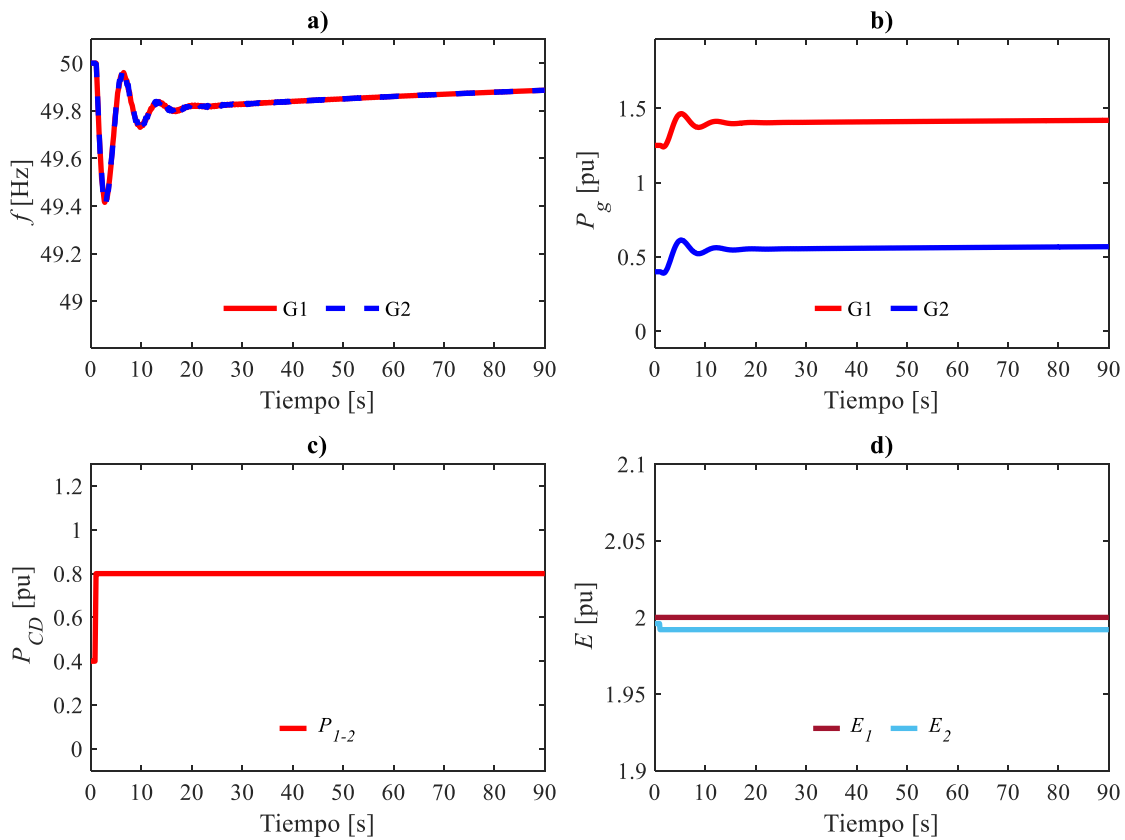 a)
50
49.8
49.6
49.4
49.2
49
f [Hz]
G1 G2
0 10 20 30 40 50 60 70 80 90
Tiempo [s]
b)
1.5
1
0.5
0
P_g [pu]
G1 G2
0 10 20 30 40 50 60 70 80 90
Tiempo [s]
c)
1.2
1
0.8
0.6
0.4
0.2
0
P_CD [pu]
P_1-2
0 10 20 30 40 50 60 70 80 90
Tiempo [s]
d)
2.1
2.05
2
1.95
1.9
E [pu]
E_1 E_2
0 10 20 30 40 50 60 70 80 90
Tiempo [s]